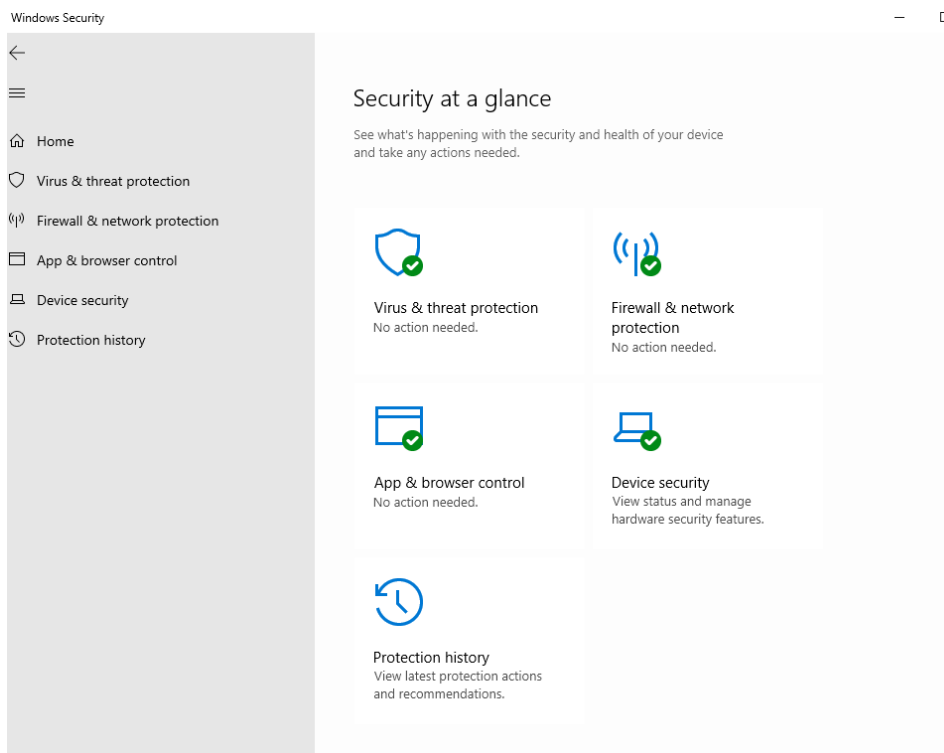 Windows Security
Home
Virus & threat protection
Firewall & network protection
App & browser control
Device security
Protection history
Security at a glance
See what's happening with the security and health of your device
and take any actions needed.
Virus & threat protection
No action needed.
Firewall & network
protection
No action needed.
App & browser control
No action needed.
Device security
View status and manage
hardware security features.
Protection history
View latest protection actions
and recommendations.